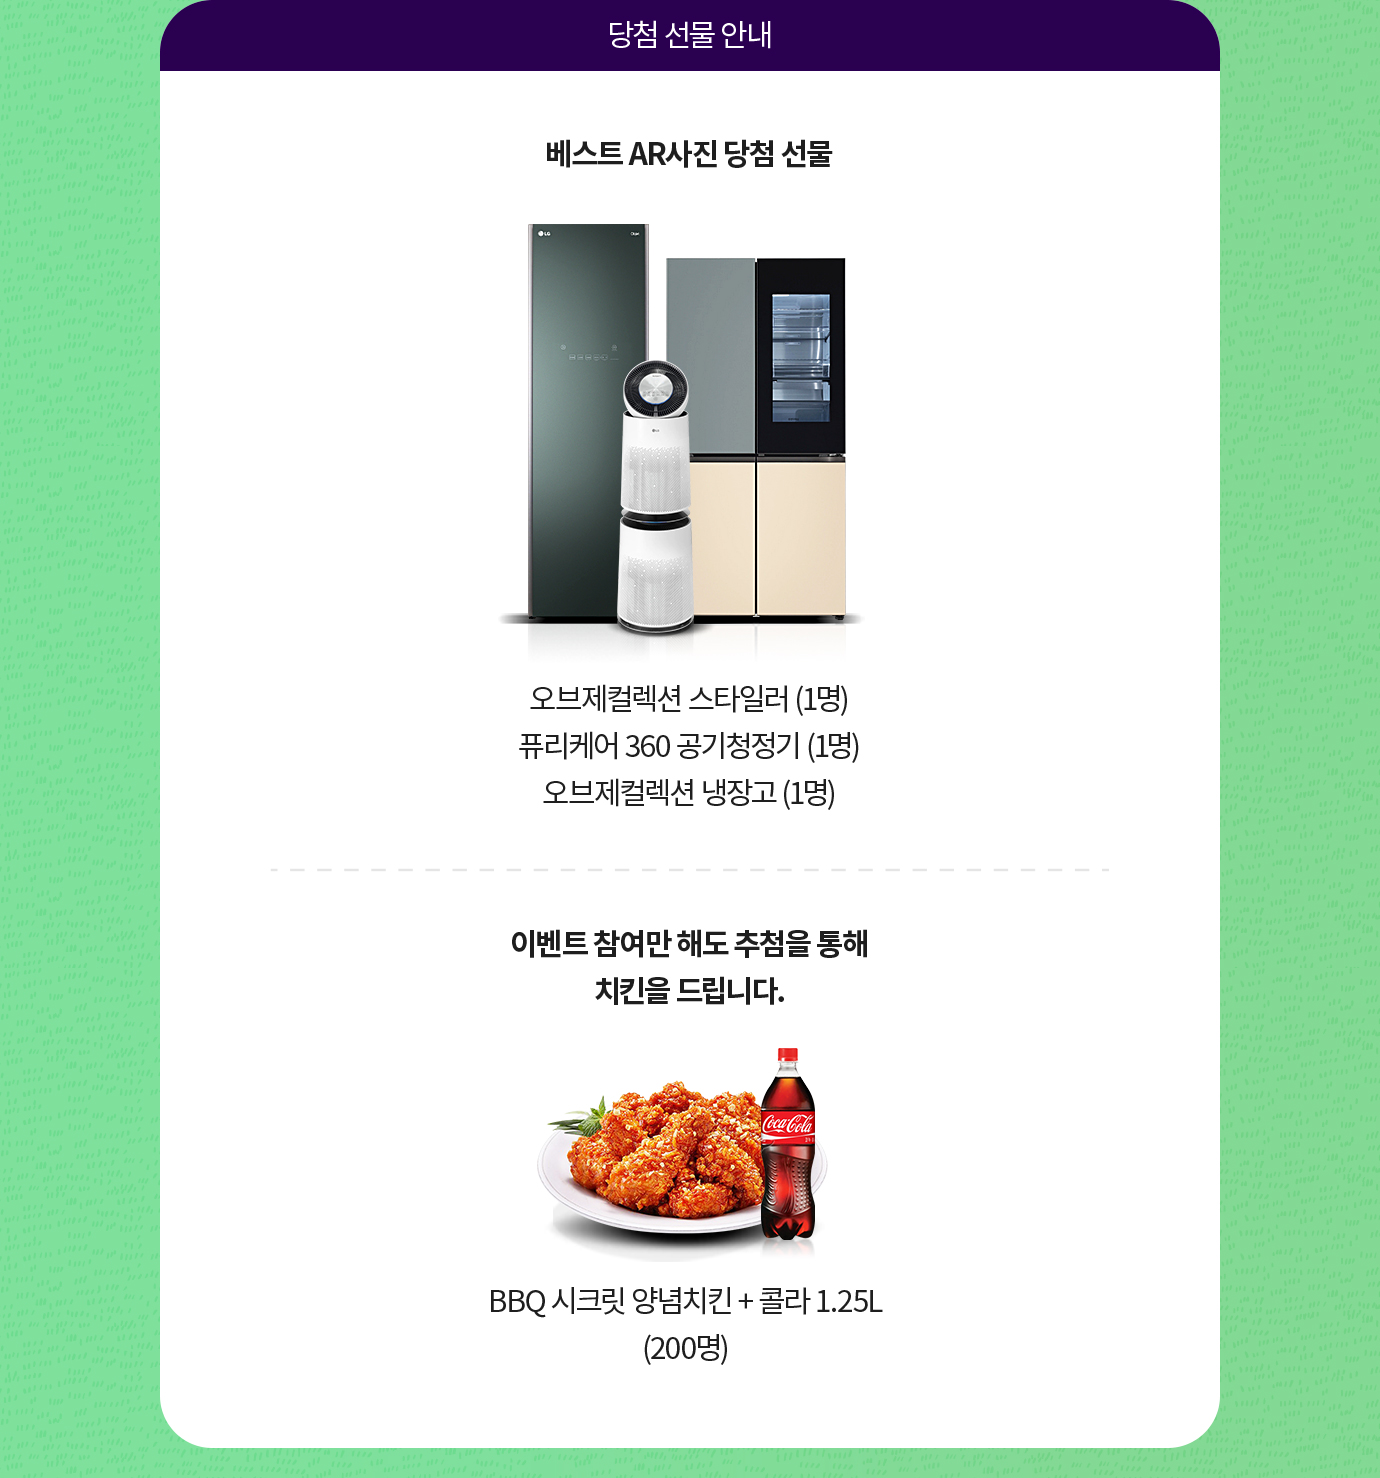 당첨 선물 안내
베스트 AR사진 당첨 선물
LG
오브제컬렉션 스타일러 (1명)
퓨리케어 360 공기청정기 (1명)
오브제컬렉션 냉장고 (1명)
이벤트 참여만 해도 추첨을 통해
치킨을 드립니다.
Coca-Cola
BBQ 시크릿 양념치킨 + 콜라 1.25L
(200명)